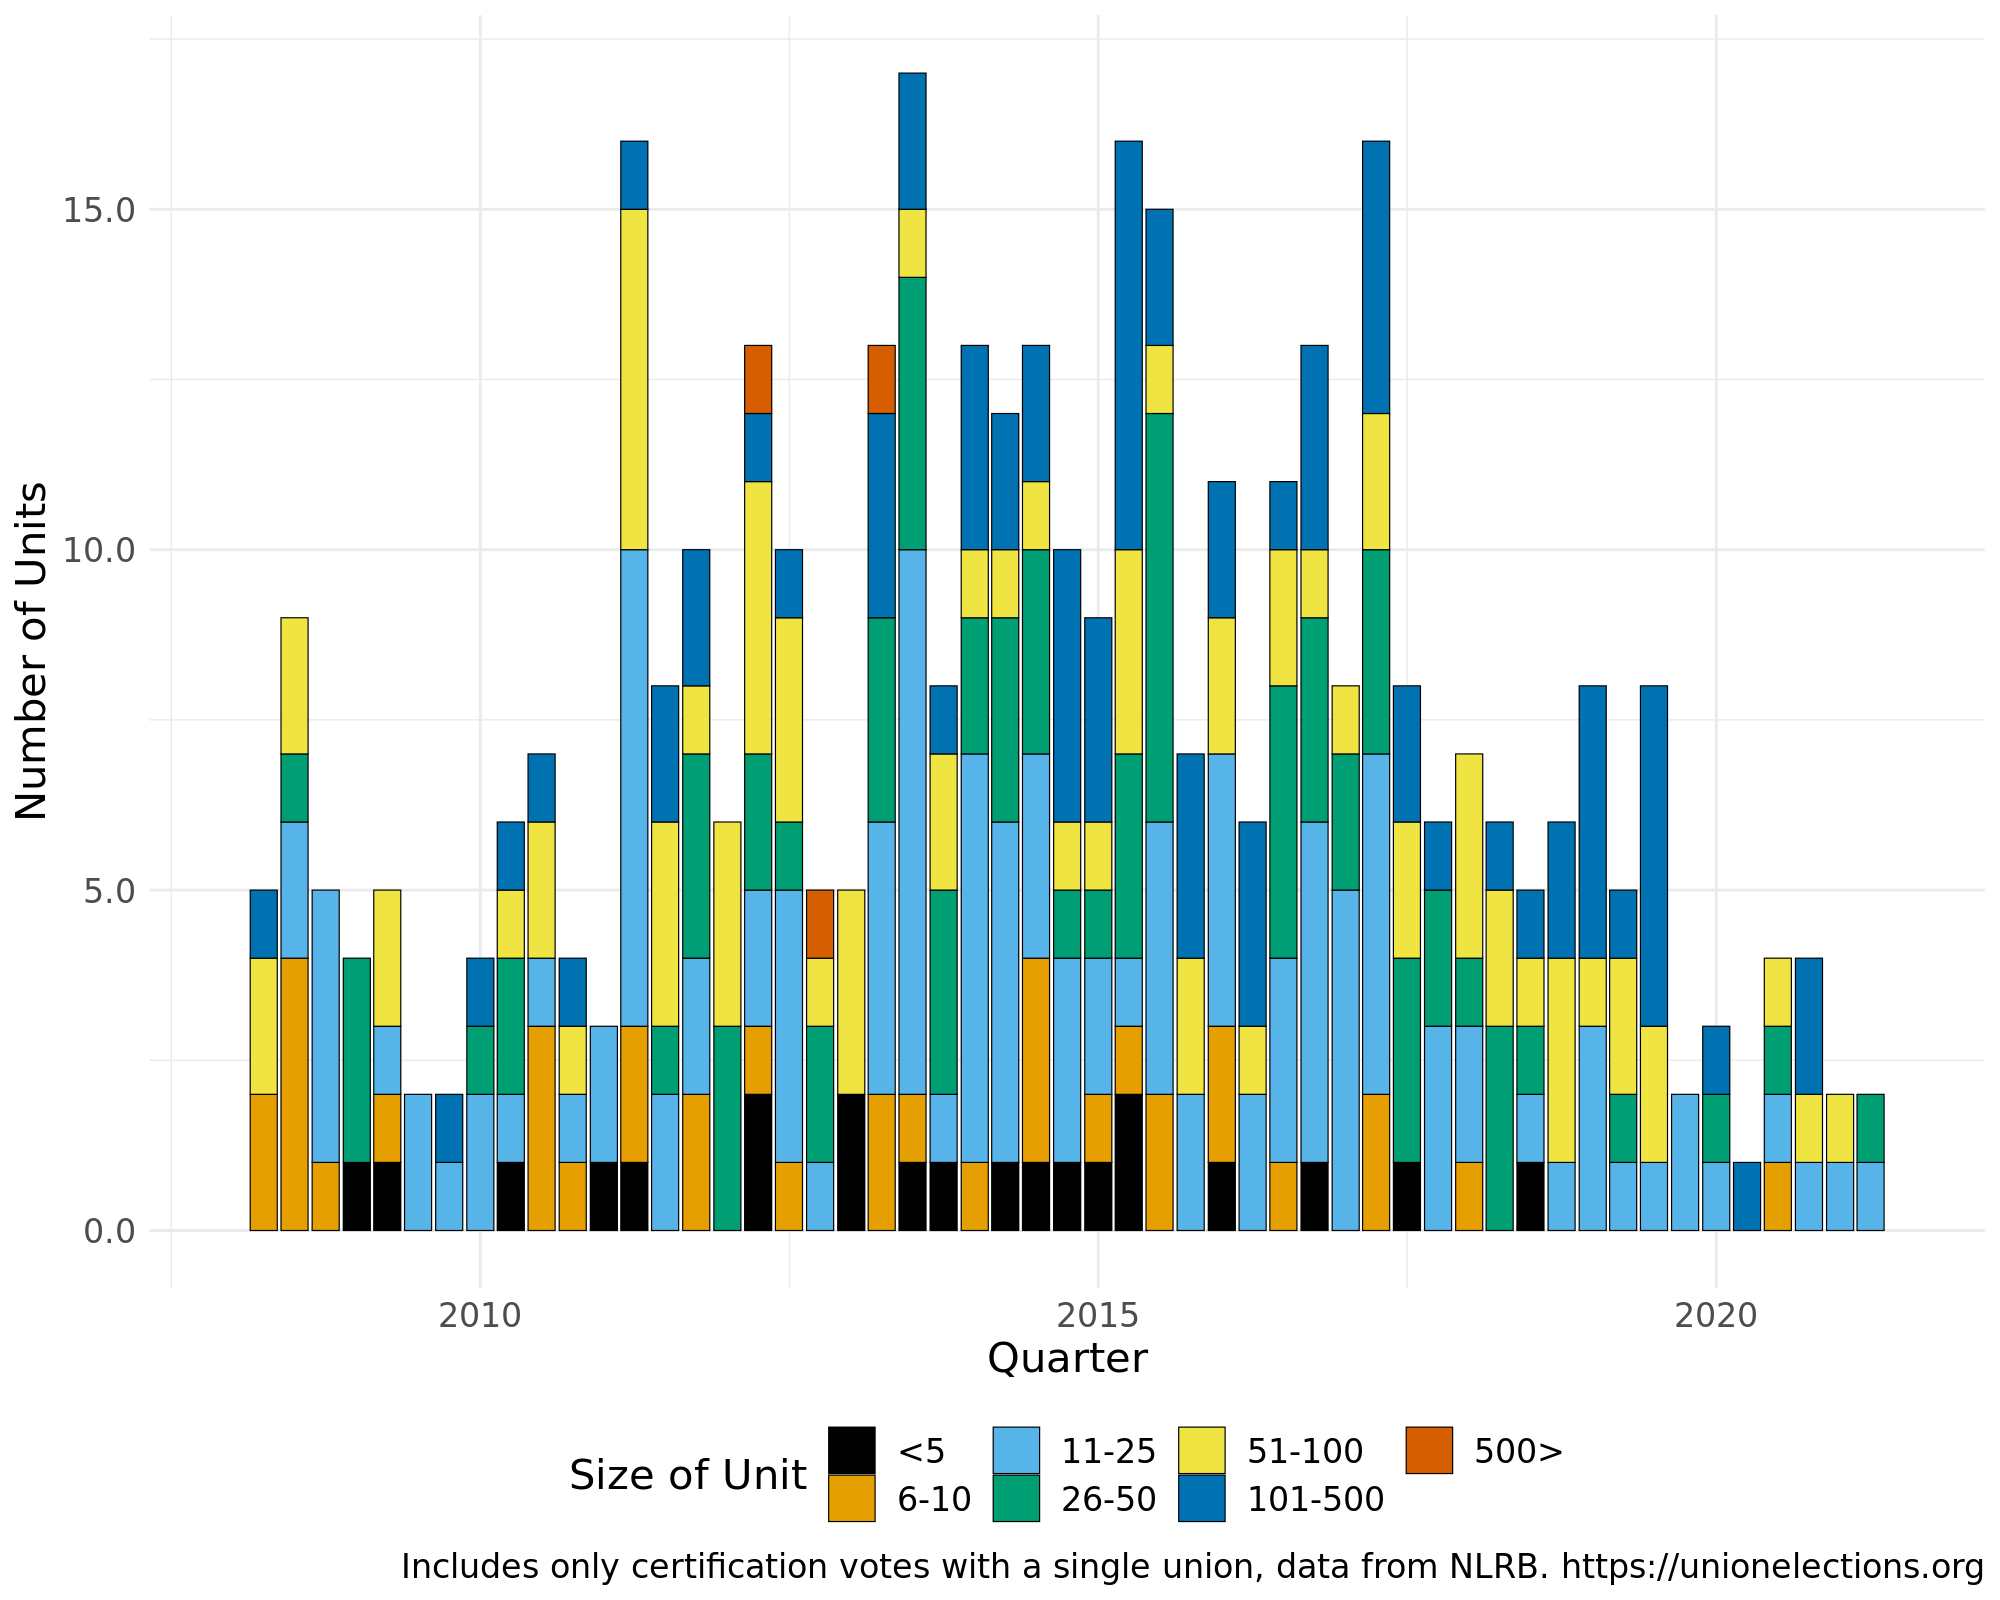 15.0
10.0
5.0
0.0
Number of Units
2010 2015 2020
Quarter
Size of Unit
<5 11-25 51-100 500>
6-10 26-50 101-500
Includes only certification votes with a single union, data from NLRB. https://unionelections.org